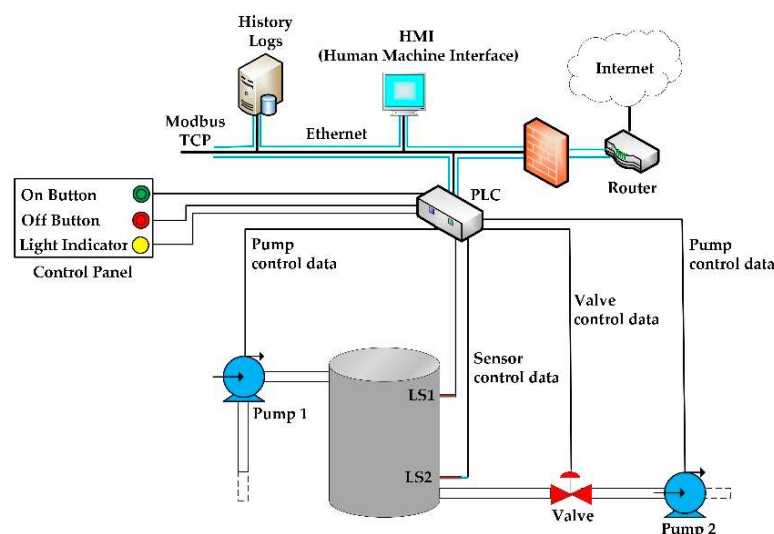 History
Logs
HMI
(Human Machine Interface)
Internet
Modbus
TCP
Ethernet
Router
PLC
On Button
Off Button
Light Indicator
Control Panel
Pump
control data
Valve
control data
Pump
control data
Sensor
control data
LS1
Pump 1
LS2
Valve
Pump 2